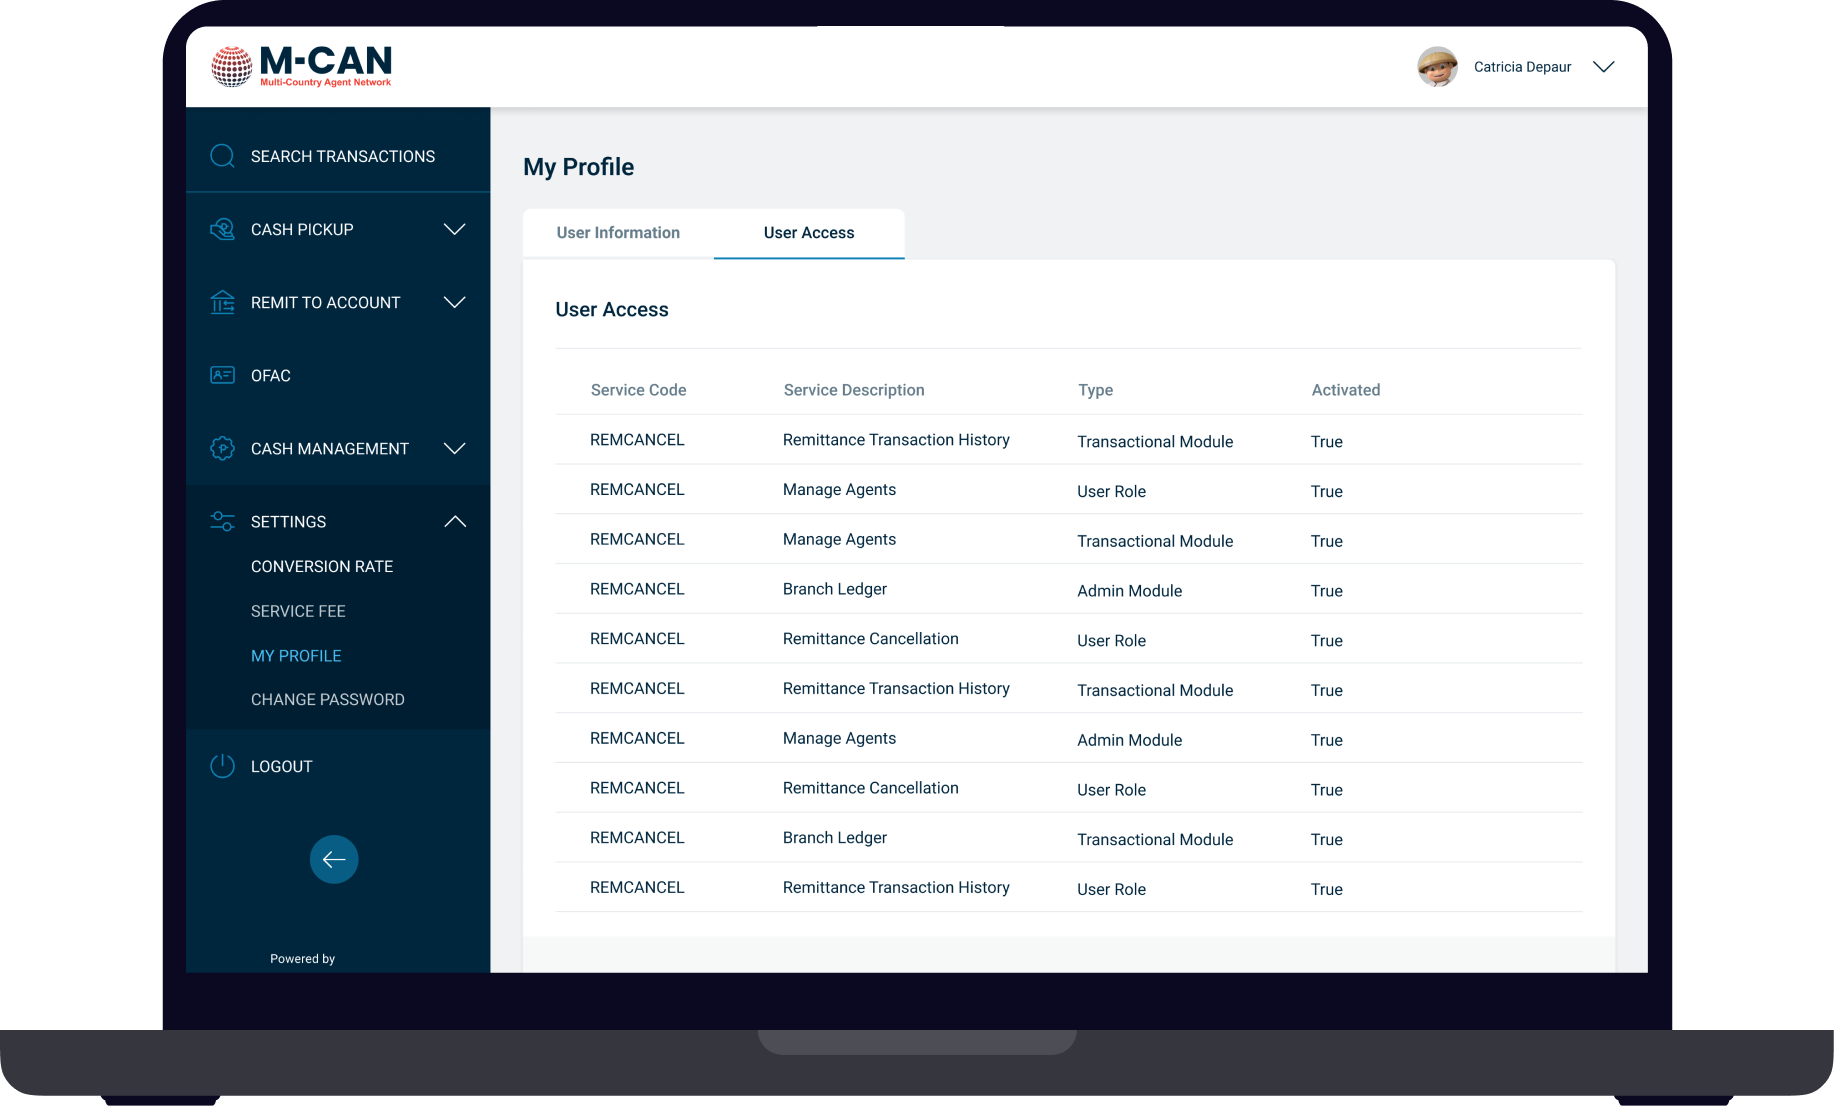 M-CAN
Multi-Country Agent Network
Catricia Depaur
SEARCH TRANSACTIONS
CASH PICKUP
REMIT TO ACCOUNT
OFAC
CASH MANAGEMENT
SETTINGS
CONVERSION RATE
SERVICE FEE
MY PROFILE
CHANGE PASSWORD
LOGOUT
Powered by
My Profile
User Information User Access
User Access
Service Code Service Description Type Activated
REMCANCEL Remittance Transaction History Transactional Module True
REMCANCEL Manage Agents User Role True
REMCANCEL Manage Agents Transactional Module True
REMCANCEL Branch Ledger Admin Module True
REMCANCEL Remittance Cancellation User Role True
REMCANCEL Remittance Transaction History Transactional Module True
REMCANCEL Manage Agents Admin Module True
REMCANCEL Remittance Cancellation User Role True
REMCANCEL Branch Ledger Transactional Module True
REMCANCEL Remittance Transaction History User Role True